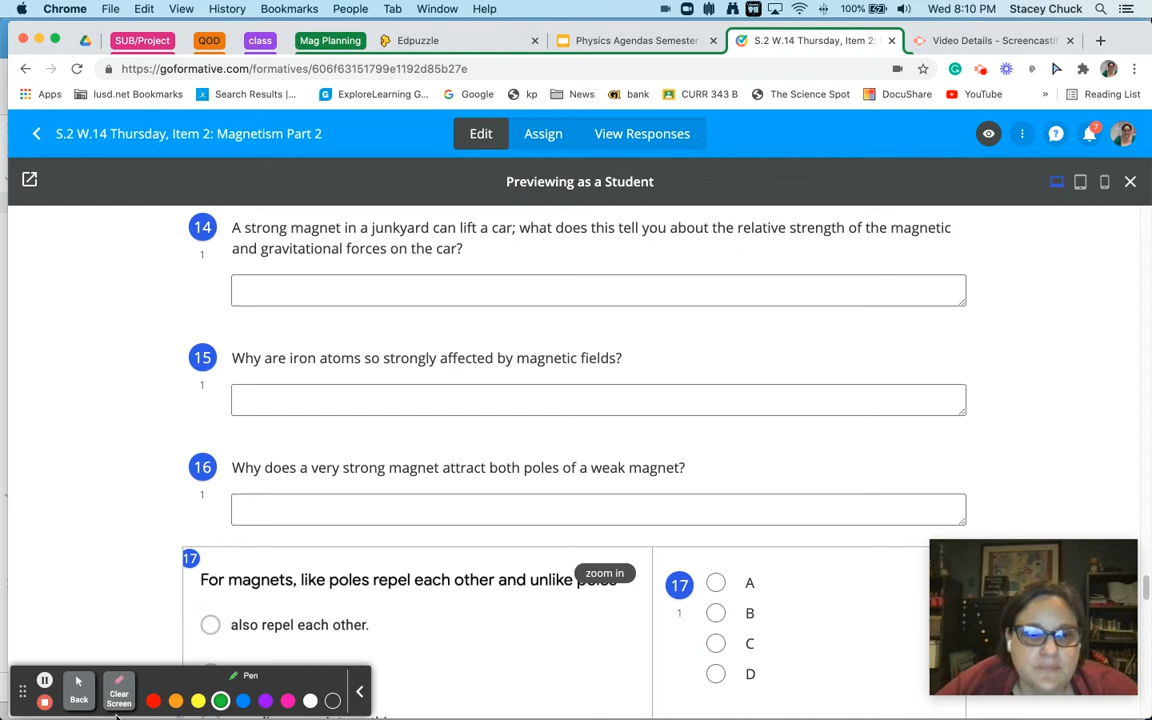 Chrome File Edit View History Bookmarks People Tab Window Help 100% Wed 8:10 PM Stacey Chuck
SUB/Project QOD class Mag Planning Edpuzzle Physics Agendas Semester S.2 W.14 Thursday, Item 2: Video Details - Screencastif
https://goformative.com/formatives/606f63151799e1192d85b27e
Apps lusd.net Bookmarks Search Results |... ExploreLearning G... Google kp News bank CURR 343 B The Science Spot DocuShare YouTube » Reading List
S.2 W.14 Thursday, Item 2: Magnetism Part 2 Edit Assign View Responses 7
Previewing as a Student
14 A strong magnet in a junkyard can lift a car; what does this tell you about the relative strength of the magnetic
1 and gravitational forces on the car?
15 Why are iron atoms so strongly affected by magnetic fields?
1
16 Why does a very strong magnet attract both poles of a weak magnet?
1
17
For magnets, like poles repel each other and unlike poles
zoom in
17 A
1 B
also repel each other.
C
D
Pen
Back
Clear Screen